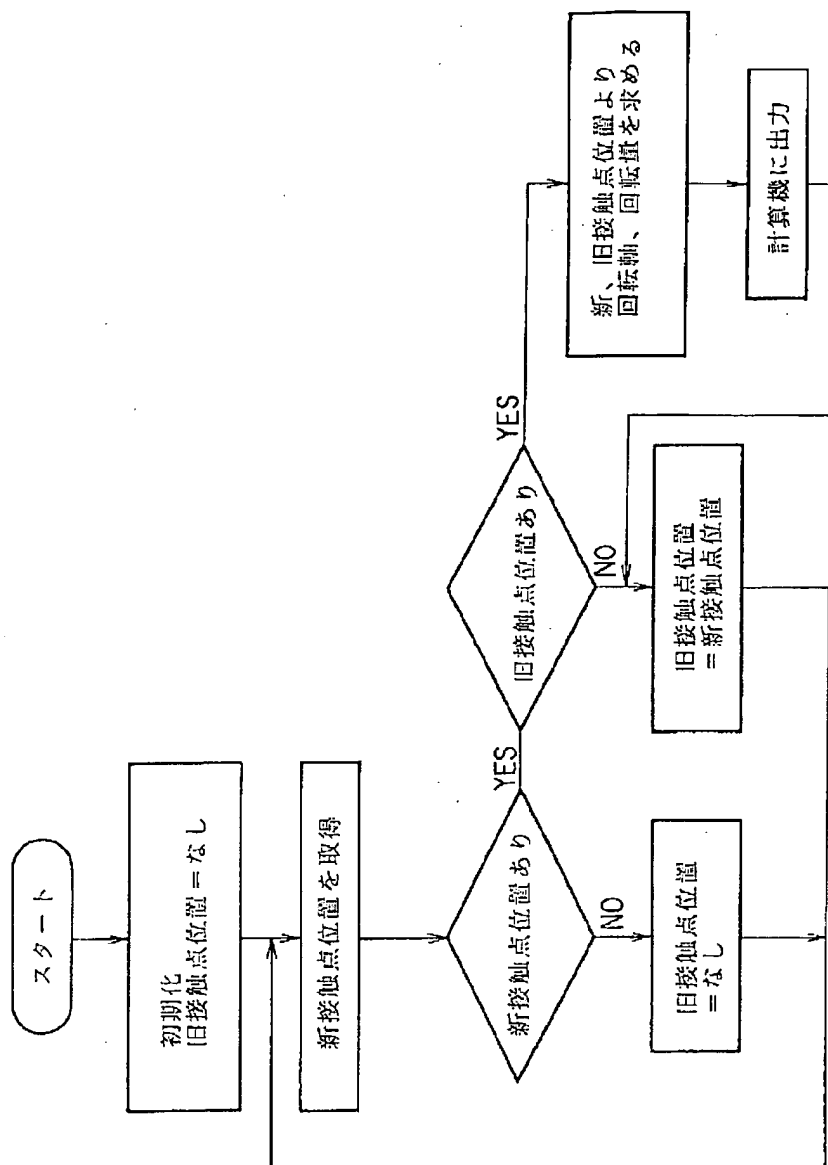 スタート
初期化
旧接触点位置=なし
新接触点位置を取得
新接触点位置あり
YES
NO
旧接触点位置
=なし
旧接触点位置あり
YES
NO
旧接触点位置
=新接触点位置
新、旧接触点位置より
回転軸、回転量を求める
計算機に出力